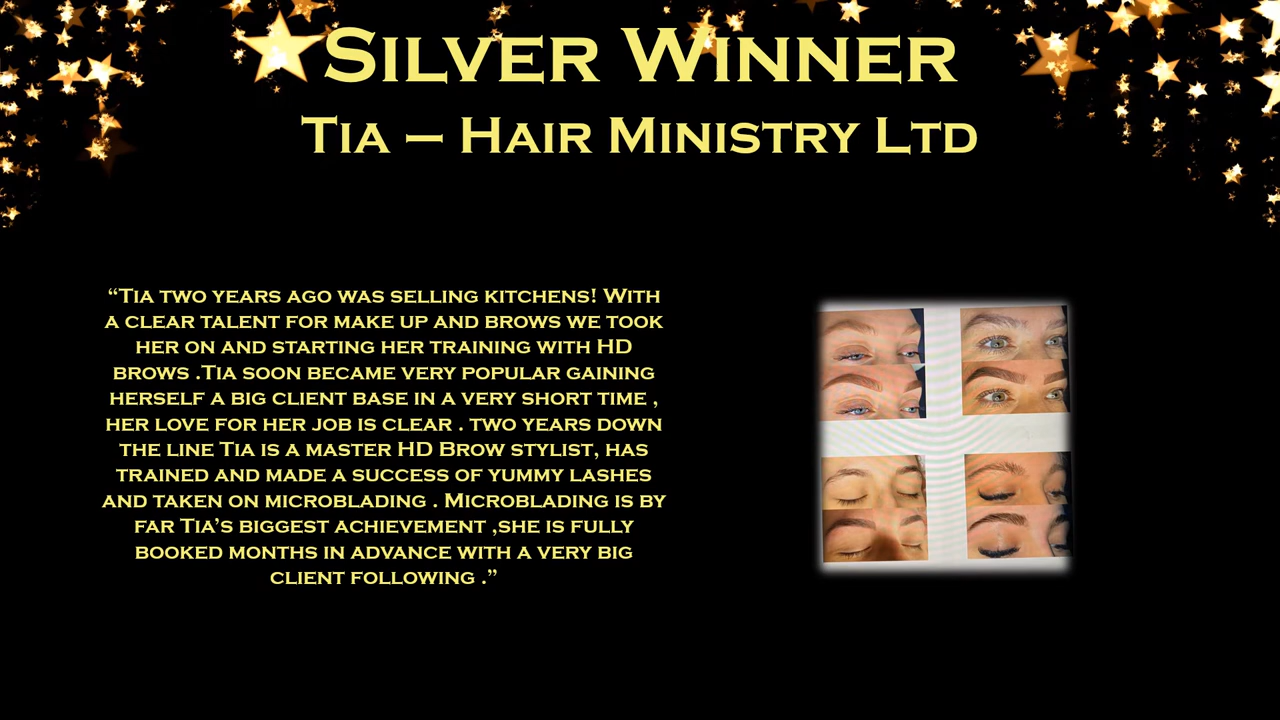 Silver Winner
Tia – Hair Ministry Ltd
“Tia two years ago was selling kitchens! With
a clear talent for make up and brows we took
her on and starting her training with HD
Brows .Tia soon became very popular gaining
herself a big client base in a very short time ,
her love for her job is clear . two years down
the line Tia is a master HD Brow stylist, has
trained and made a success of yummy lashes
and taken on microblading . Microblading is by
far Tia’s biggest achievement ,she is fully
booked months in advance with a very big
client following .”